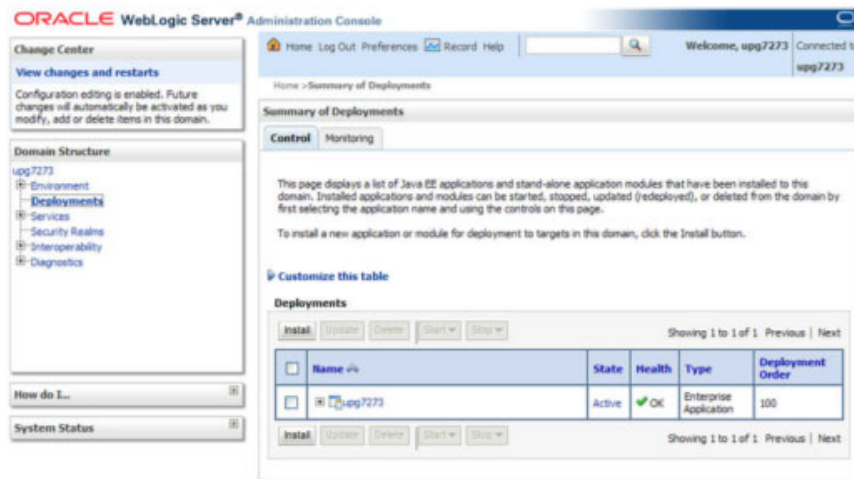 ORACLE WebLogic Server® Administration Console
Change Center
View changes and restarts
Configuration editing is enabled. Future
changes will automatically be activated as you
modify, add or delete items in this domain.
Domain Structure
upg7273
Environment
Deployments
Services
Security Realms
Interoperability
Diagnostics
How do I...
System Status
Home Log Out Preferences Record Help
Welcome, upg7273
Connected
upg7273
Home >Summary of Deployments
Summary of Deployments
Control Monitoring
This page displays a list of Java EE applications and stand-alone application modules that have been installed to this
domain. Installed applications and modules can be started, stopped, updated (redeployed), or deleted from the domain by
first selecting the application name and using the controls on this page.
To install a new application or module for deployment to targets in this domain, click the Install button.
Customize this table
Deployments
Install Update Delete Start Stop
Showing 1 to 1 of 1 Previous | Next
Name State Health Type Deployment Order
upg7273 Active OK Enterprise Application 100
Install Update Delete Start Stop
Showing 1 to 1 of 1 Previous | Next